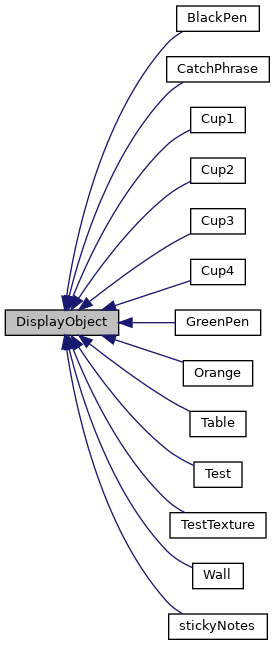 BlackPen
CatchPhrase
Cup1
Cup2
Cup3
Cup4
DisplayObject
GreenPen
Orange
Table
Test
TestTexture
Wall
stickyNotes